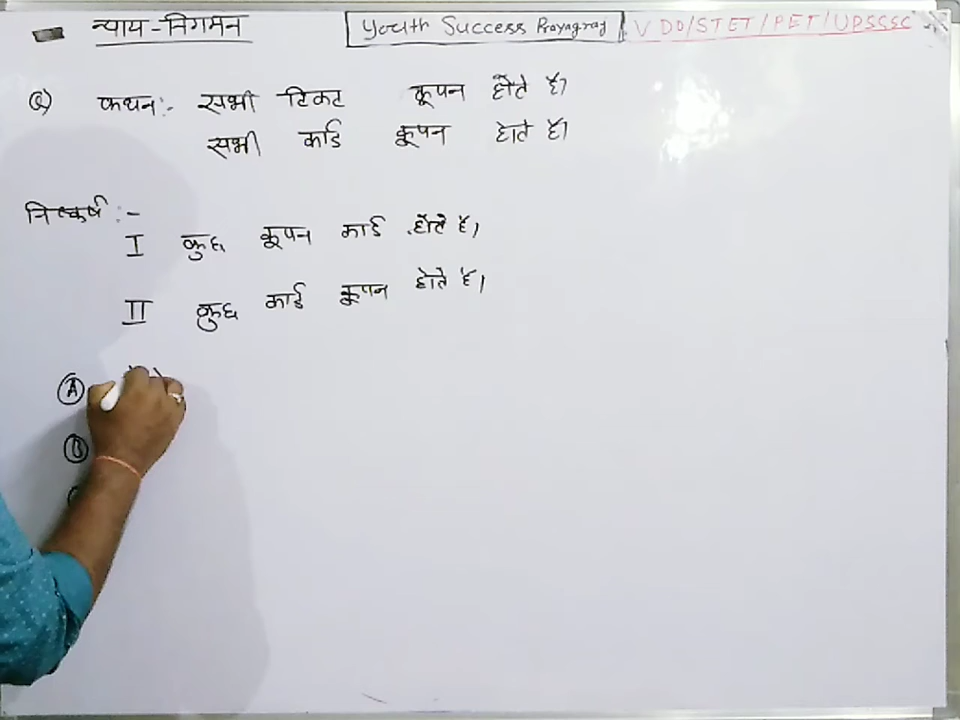 न्याय-निगमन Youth Success Prayagraj VDO/STET/PET/UPSSSC
Q) कथन:- सभी टिकट कूपन होते हैं।
सभी कार्ड कूपन होते हैं।
निष्कर्ष :-
I कुछ कूपन कार्ड होते हैं।
II कुछ कार्ड कूपन होते हैं।
A
B